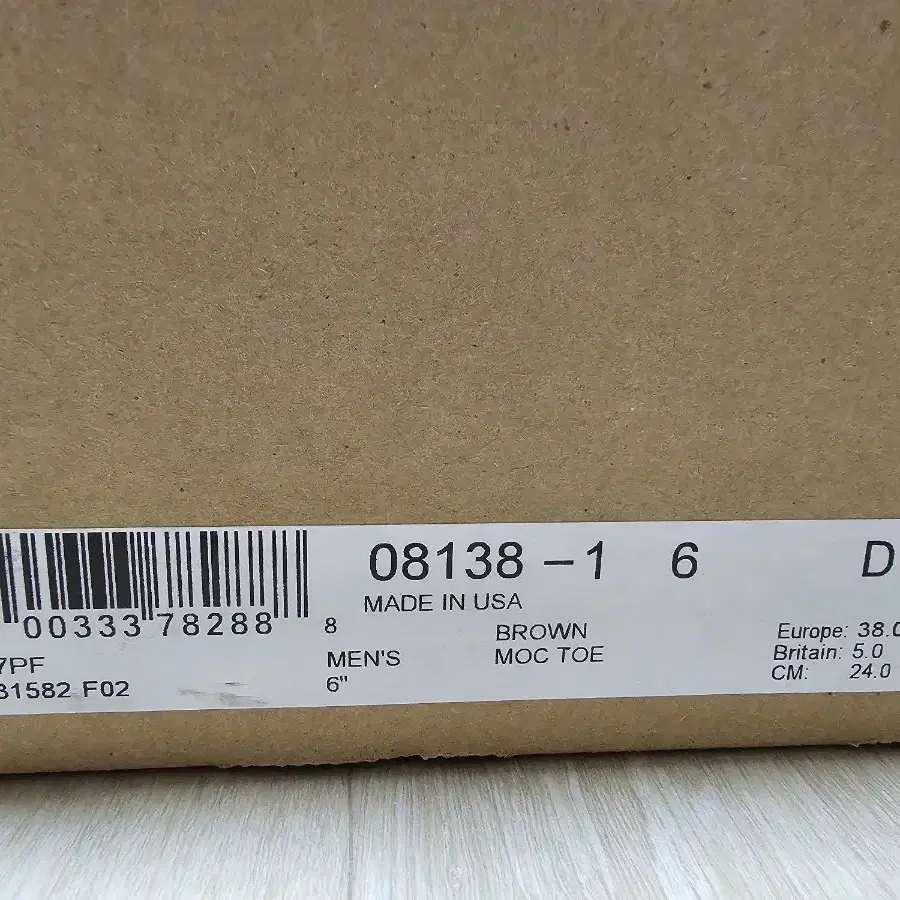 08138 – 1 6 D
MADE IN USA
00333 78288 8
BROWN
MOC TOE
7PF
31582 F02
MEN'S
6"
Europe: 38.0
Britain: 5.0
CM: 24.0